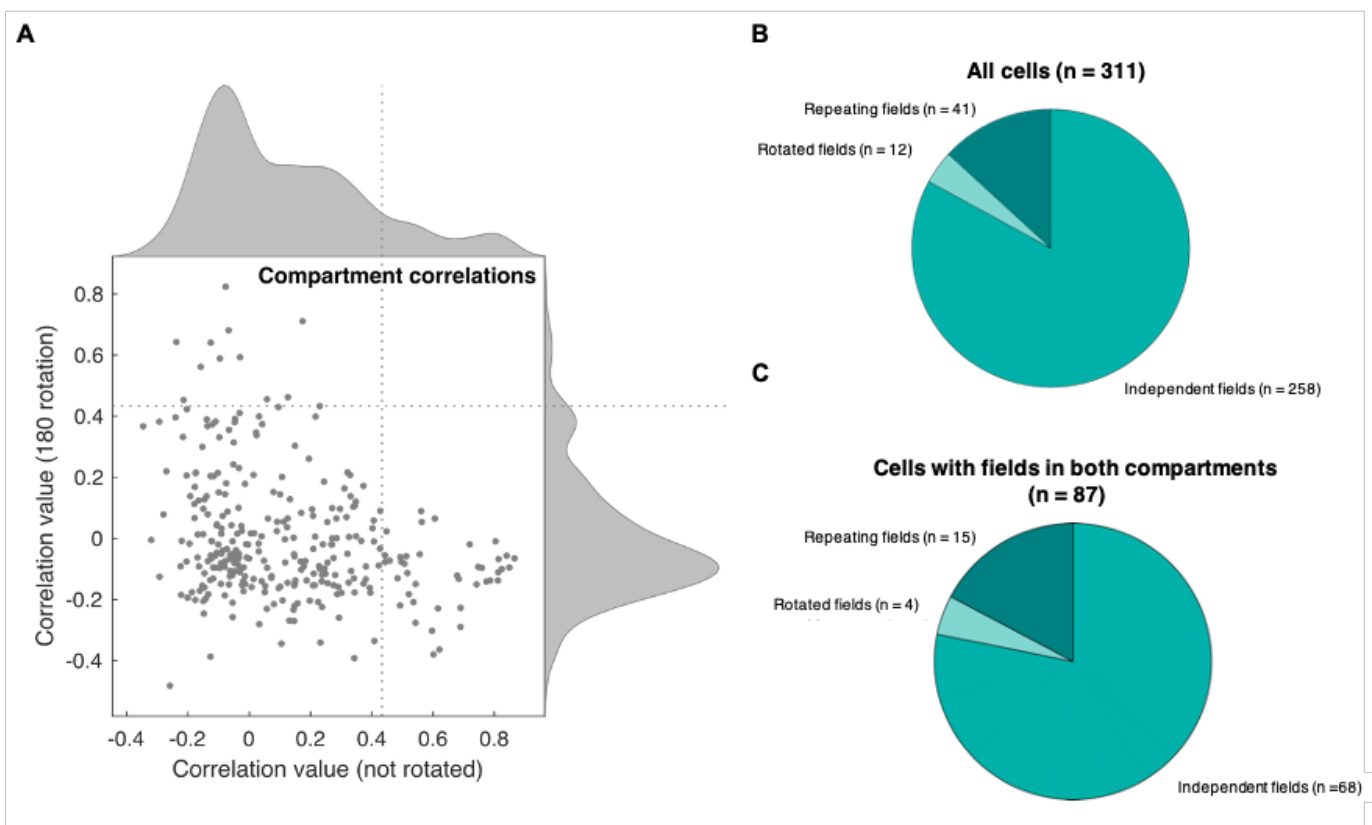 A
Compartment correlations
0.8
0.6
0.4
0.2
0
-0.2
-0.4
Correlation value (180 rotation)
-0.4 -0.2 0 0.2 0.4 0.6 0.8
Correlation value (not rotated)
B
All cells (n = 311)
Repeating fields (n = 41)
Rotated fields (n = 12)
Independent fields (n = 258)
C
Cells with fields in both compartments
(n = 87)
Repeating fields (n = 15)
Rotated fields (n = 4)
Independent fields (n =68)